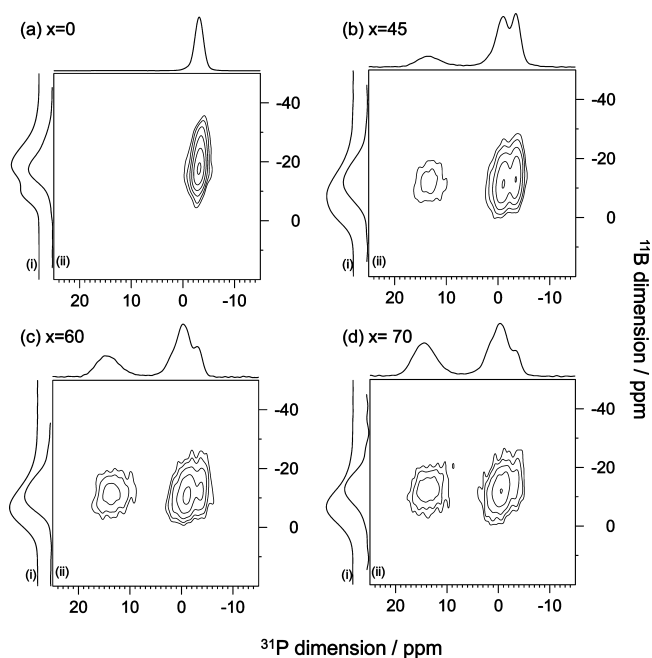 (a) x=0
(b) x=45
-40
-20
0
(i)
(ii)
20 10 0 -10
-40
-20
0
(i)
(ii)
20 10 0 -10
(c) x=60
(d) x= 70
-40
-20
0
(i)
(ii)
20 10 0 -10
-40
-20
0
(i)
(ii)
20 10 0 -10
¹¹B dimension / ppm
³¹P dimension / ppm